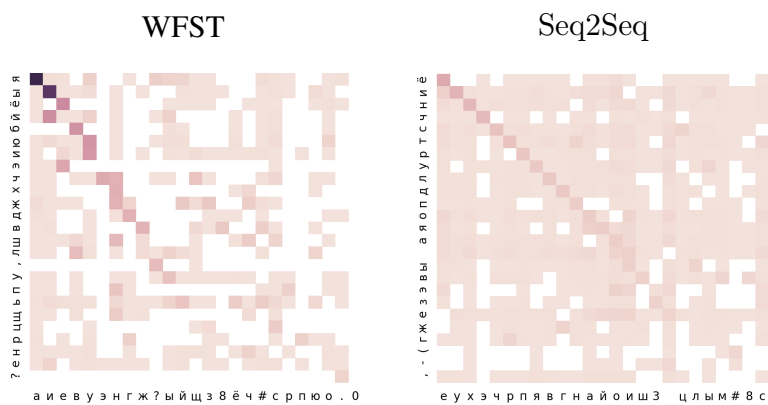 WFST
? е н р ц щ ь п у , л ш в д ж х ч э и ю б й ё ы я
а и е в у э н г ж ? ы й щ з 8 ё ч # с р п ю о . 0
Seq2Seq
, - ( г ж е з э в ы а я о п д л у р т с ч н и ё
е у х э ч р п я в г н а й о и ш 3 ц л ы м # 8 с